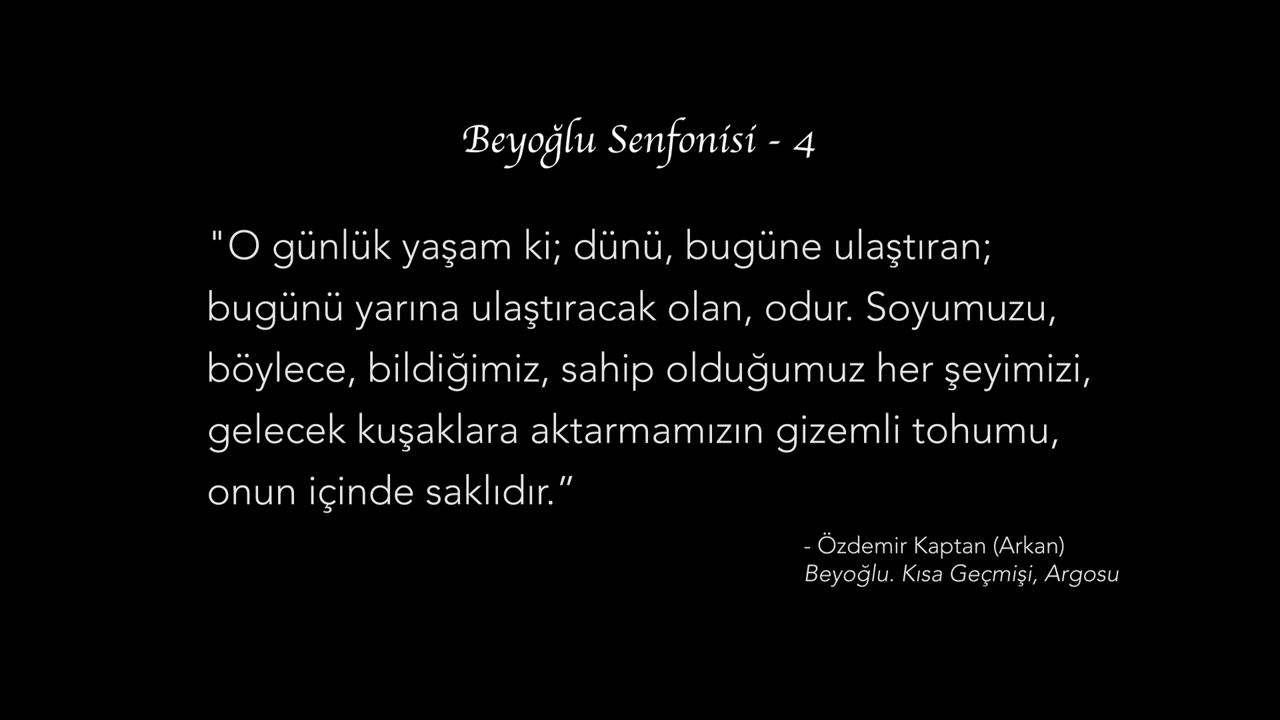 Beyoğlu Senfonisi - 4
"O günlük yaşam ki; dünü, bugüne ulaştıran;
bugünü yarına ulaştıracak olan, odur. Soyumuzu,
böylece, bildiğimiz, sahip olduğumuz her şeyimizi,
gelecek kuşaklara aktarmamızın gizemli tohumu,
onun içinde saklıdır.”
- Özdemir Kaptan (Arkan)
Beyoğlu. Kısa Geçmişi, Argosu